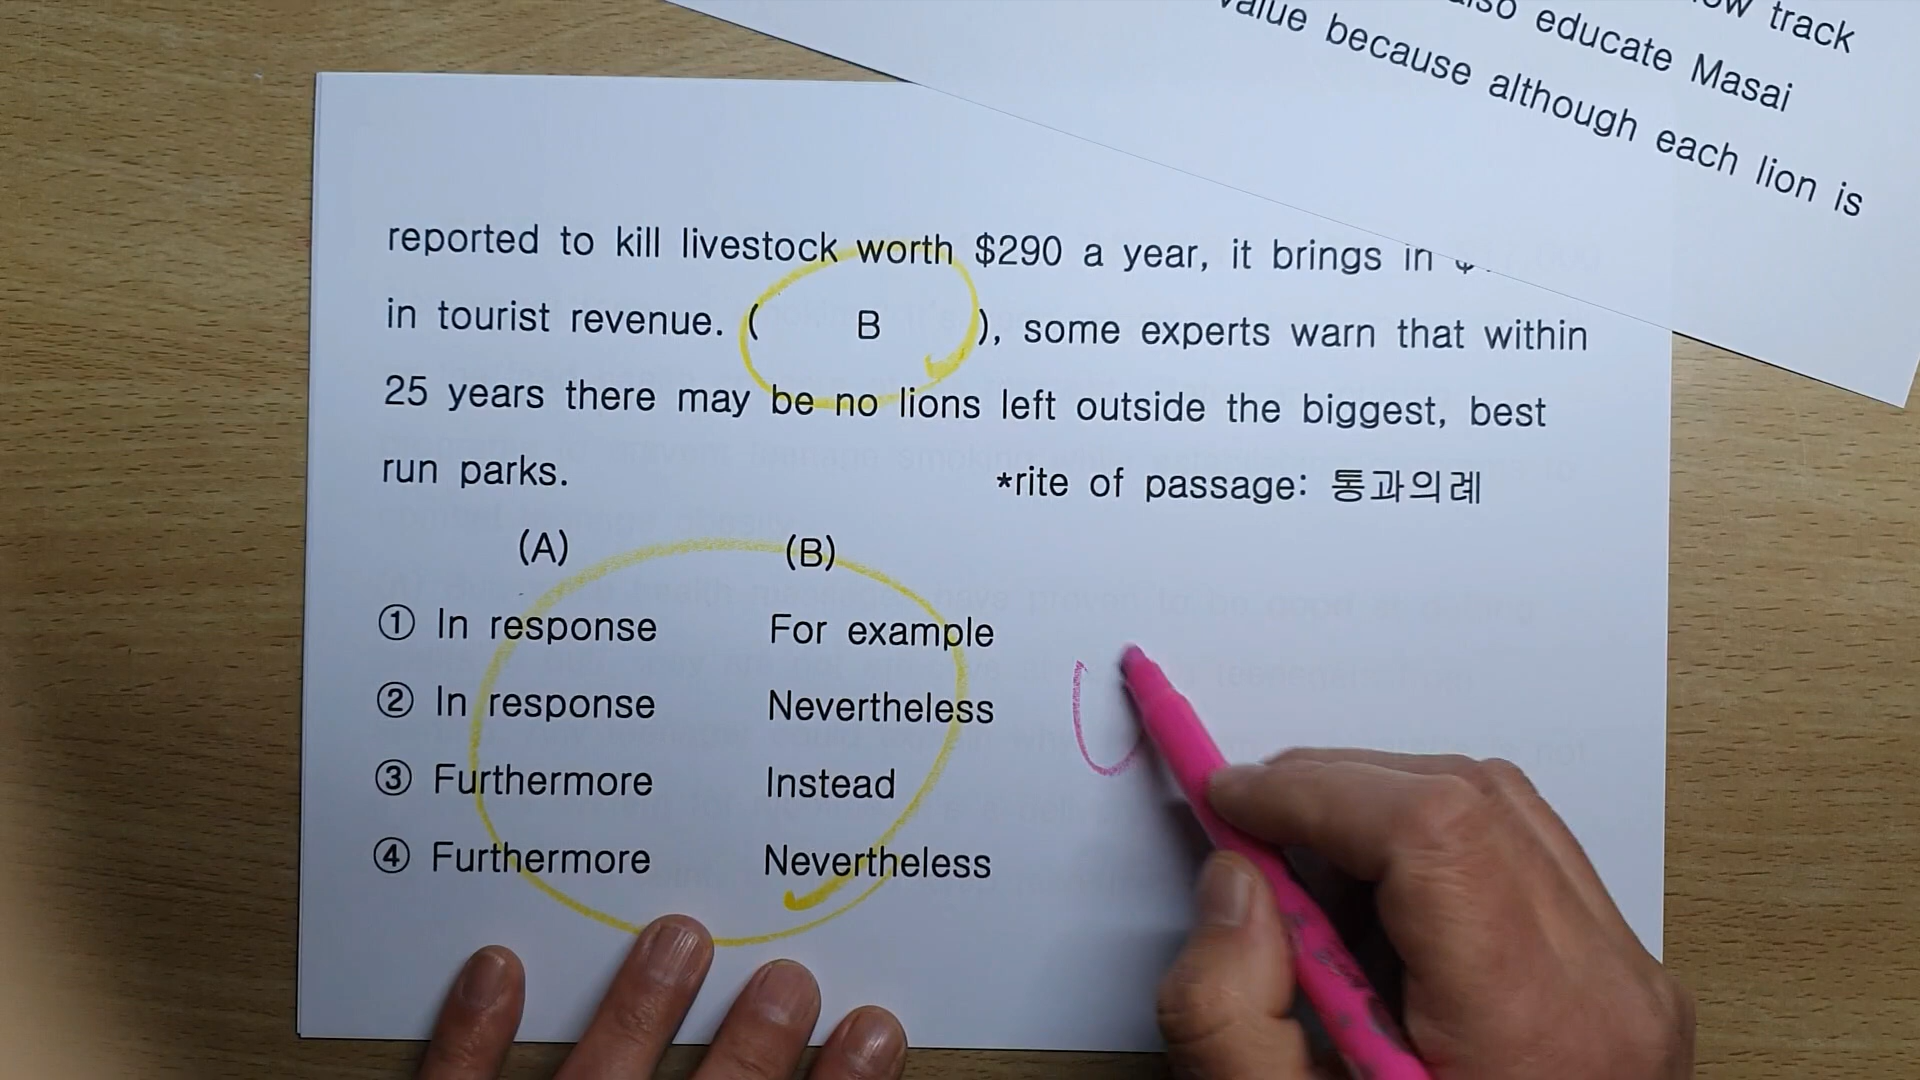 track
educate Masai
value because although each lion is
reported to kill livestock worth $290 a year, it brings in
in tourist revenue. ( B ), some experts warn that within
25 years there may be no lions left outside the biggest, best
run parks. *rite of passage: 통과의례
(A) (B)
① In response For example
② In response Nevertheless
③ Furthermore Instead
④ Furthermore Nevertheless